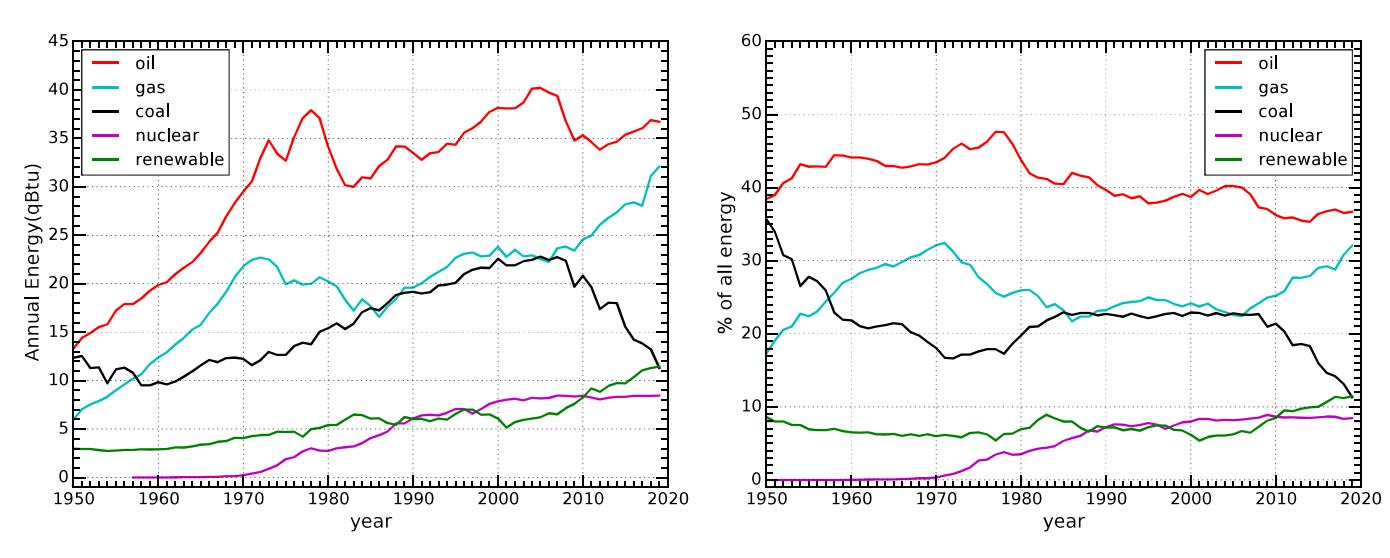 45
40
35
30
25
20
15
10
5
0
Annual Energy(qBtu)
oil
gas
coal
nuclear
renewable
1950 1960 1970 1980 1990 2000 2010 2020
year
60
50
40
30
20
10
0
% of all energy
oil
gas
coal
nuclear
renewable
1950 1960 1970 1980 1990 2000 2010 2020
year